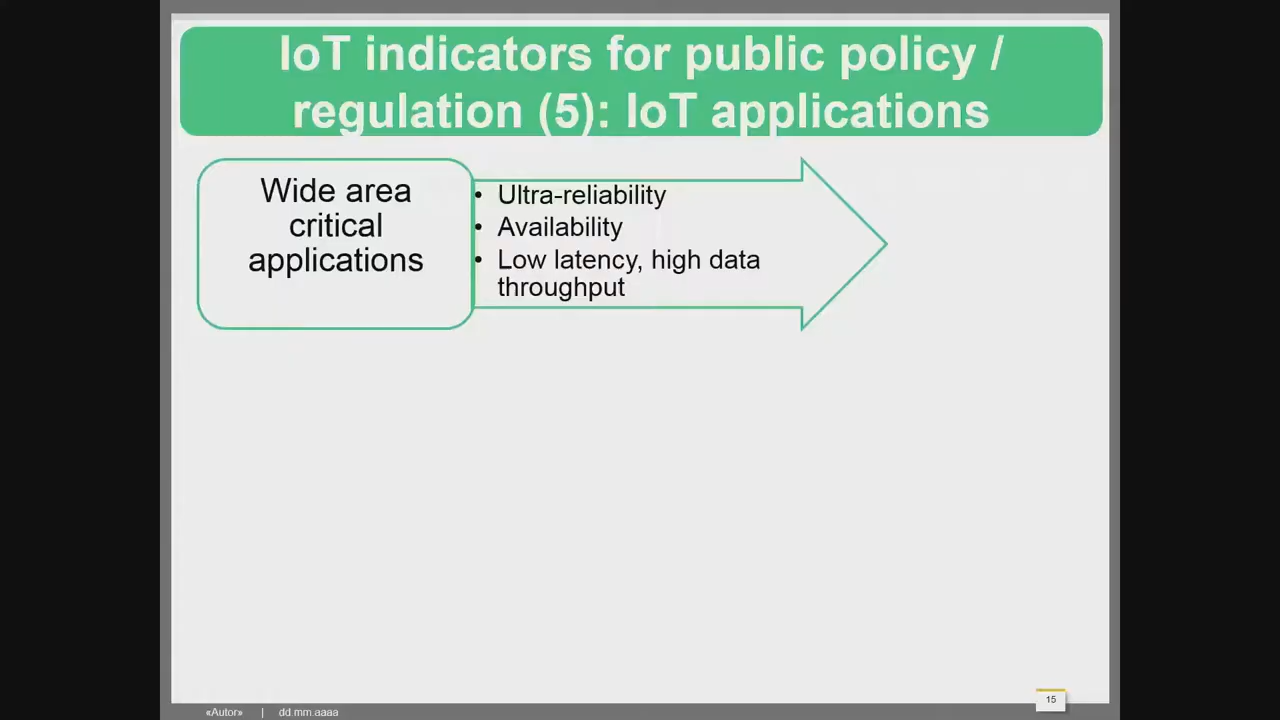 IoT indicators for public policy /
regulation (5): IoT applications
Wide area
critical
applications
• Ultra-reliability
• Availability
• Low latency, high data
throughput
15
«Autor» | dd.mm.aaaa